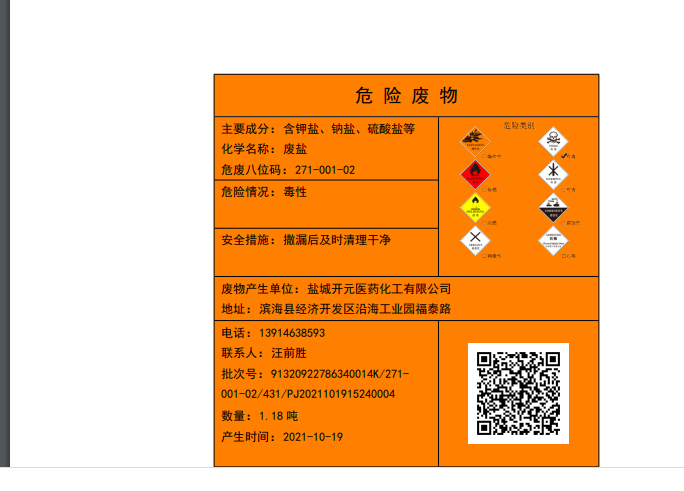 危险废物
主要成分：含钾盐、钠盐、硫酸盐等
化学名称：废盐
危废八位码：271-001-02
危险类别
危险情况：毒性
安全措施：撒漏后及时清理干净
废物产生单位：盐城开元医药化工有限公司
地址：滨海县经济开发区沿海工业园福泰路
电话：13914638593
联系人：汪前胜
批次号：91320922786340014K/271-
001-02/431/PJ2021101915240004
数量：1.18 吨
产生时间：2021-10-19